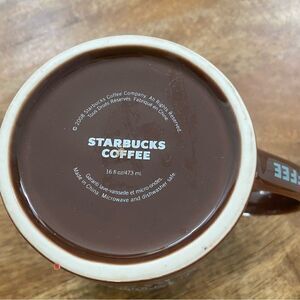 © 2008 Starbucks Coffee Company. All Rights Reserved.
Tous Droits Réservés. Fabriqué en Chine.
STARBUCKS
COFFEE
16 fl oz/473 mL
Garanti lave-vaisselle et micro-ondes.
Made in China. Microwave and dishwasher safe.
FEE